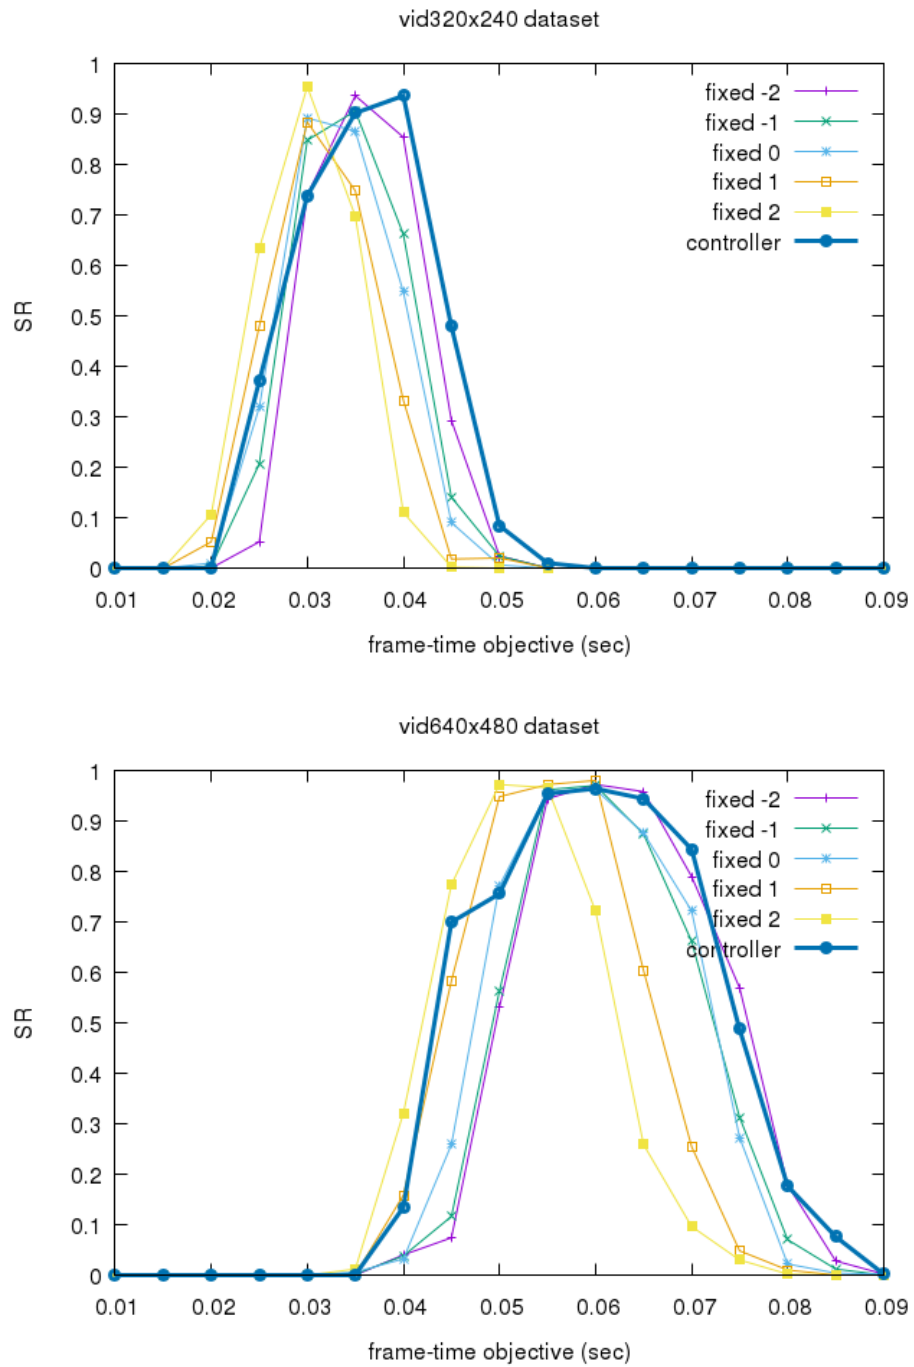 vid320x240 dataset
1
0.9
0.8
0.7
0.6
0.5
0.4
0.3
0.2
0.1
0
SR
fixed -2
fixed -1
fixed 0
fixed 1
fixed 2
controller
0.01 0.02 0.03 0.04 0.05 0.06 0.07 0.08 0.09
frame-time objective (sec)
vid640x480 dataset
1
0.9
0.8
0.7
0.6
0.5
0.4
0.3
0.2
0.1
0
SR
fixed -2
fixed -1
fixed 0
fixed 1
fixed 2
controller
0.01 0.02 0.03 0.04 0.05 0.06 0.07 0.08 0.09
frame-time objective (sec)